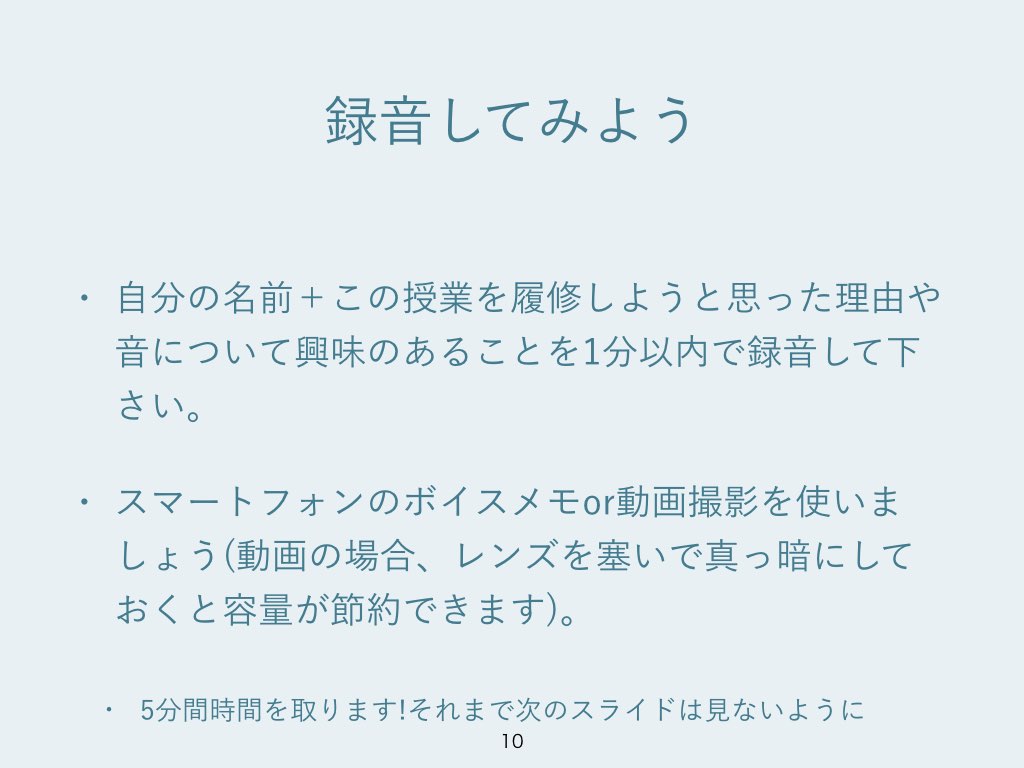 録音してみよう
・ 自分の名前＋この授業を履修しようと思った理由や
音について興味のあることを1分以内で録音して下
さい。
・ スマートフォンのボイスメモor動画撮影を使いま
しょう(動画の場合、レンズを塞いで真っ暗にして
おくと容量が節約できます)。
・ 5分間時間を取ります!それまで次のスライドは見ないように
10